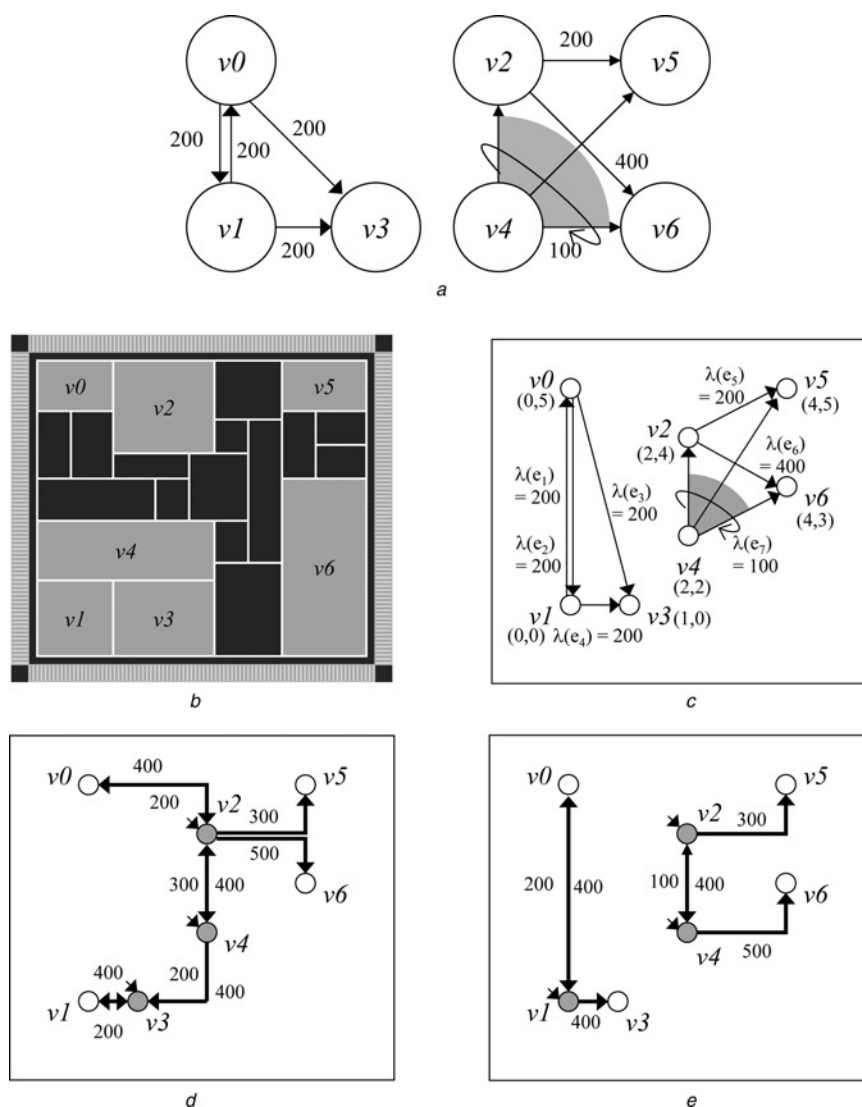 v0
v2
200
v5
200
200
200
400
v1
200
v3
v4
100
v6
a
v0
v2
v5
v4
v6
v1
v3
b
v0
(0,5)
λ(e1)
= 200
λ(e2)
= 200
λ(e3)
= 200
v1
(0,0)
λ(e4) = 200
v3
(1,0)
λ(e5)
= 200
v5
(4,5)
v2
(2,4)
λ(e6)
= 400
v6
(4,3)
v4
(2,2)
λ(e7)
= 100
c
v0
400
200
v2
300
v5
500
v6
300
400
v4
200
400
400
v1
200
v3
d
v0
200
400
v1
400
v3
v2
300
v5
100
400
v6
v4
500
e